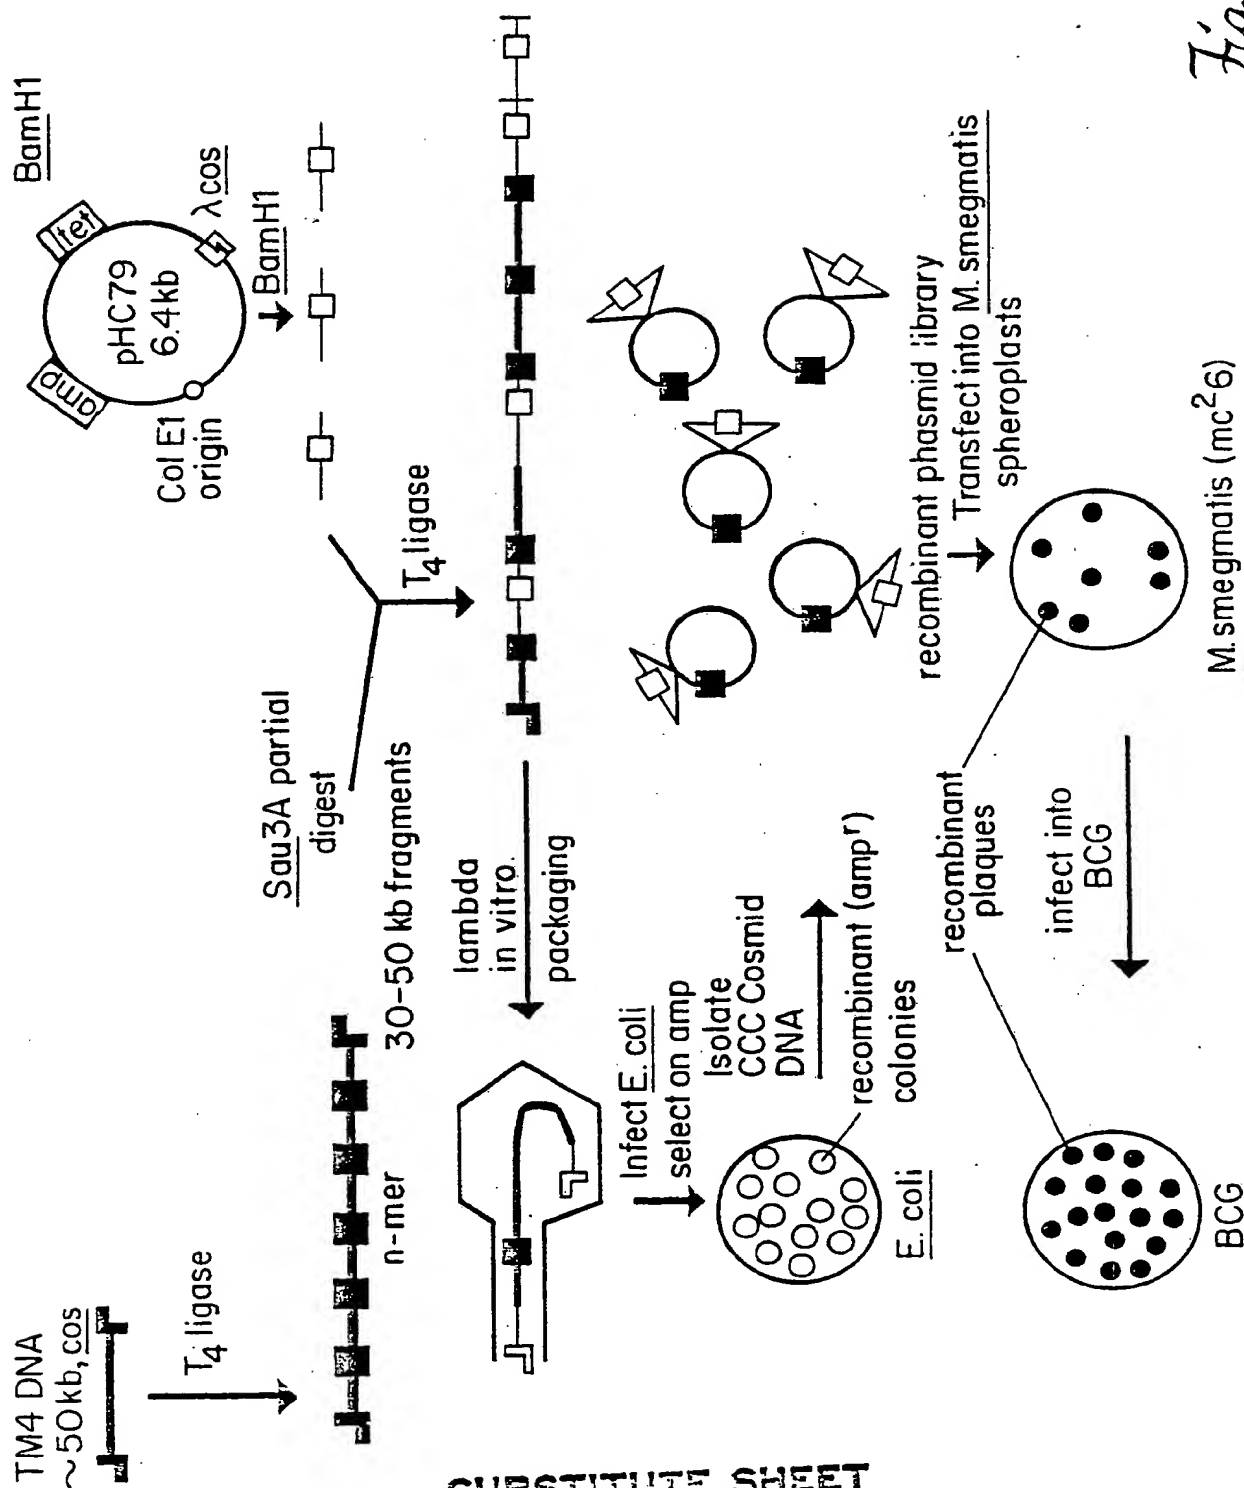 TM4 DNA
~50kb, cos
T4 ligase
n-mer
30-50 kb fragments
Sau3A partial
digest
BamH1
amp
tet
pHC79
6.4kb
λcos
Col E1
origin
BamH1
T4 ligase
lambda
in vitro.
packaging
Infect E. coli
select on amp
Isolate
CCC Cosmid
DNA
recombinant (ampʳ)
colonies
E. coli
recombinant phasmid library
Transfect into M. smegmatis
spheroplasts
recombinant
plaques
infect into
BCG
BCG
M. smegmatis (mc²6)
SUBSTITUTE SHEET